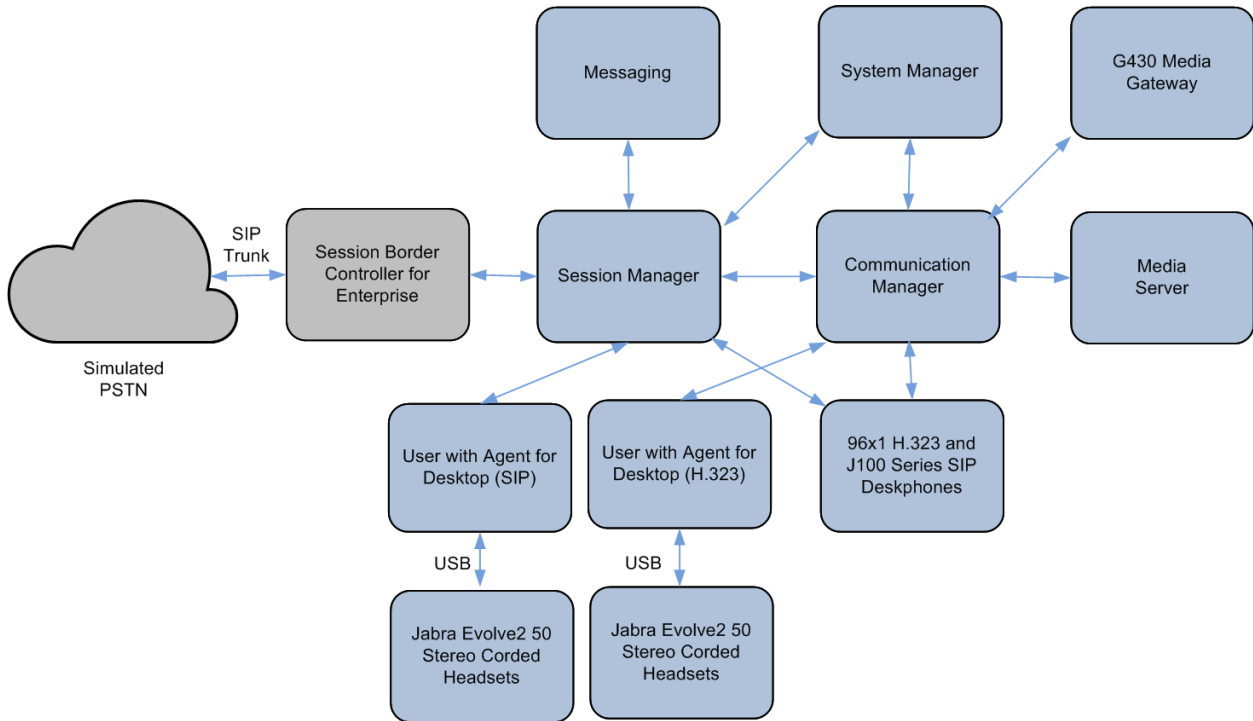 Messaging
System Manager
G430 Media
Gateway
SIP
Trunk
Session Border
Controller for
Enterprise
Session Manager
Communication
Manager
Media
Server
Simulated
PSTN
User with Agent for
Desktop (SIP)
User with Agent for
Desktop (H.323)
96x1 H.323 and
J100 Series SIP
Deskphones
USB
USB
Jabra Evolve2 50
Stereo Corded
Headsets
Jabra Evolve2 50
Stereo Corded
Headsets